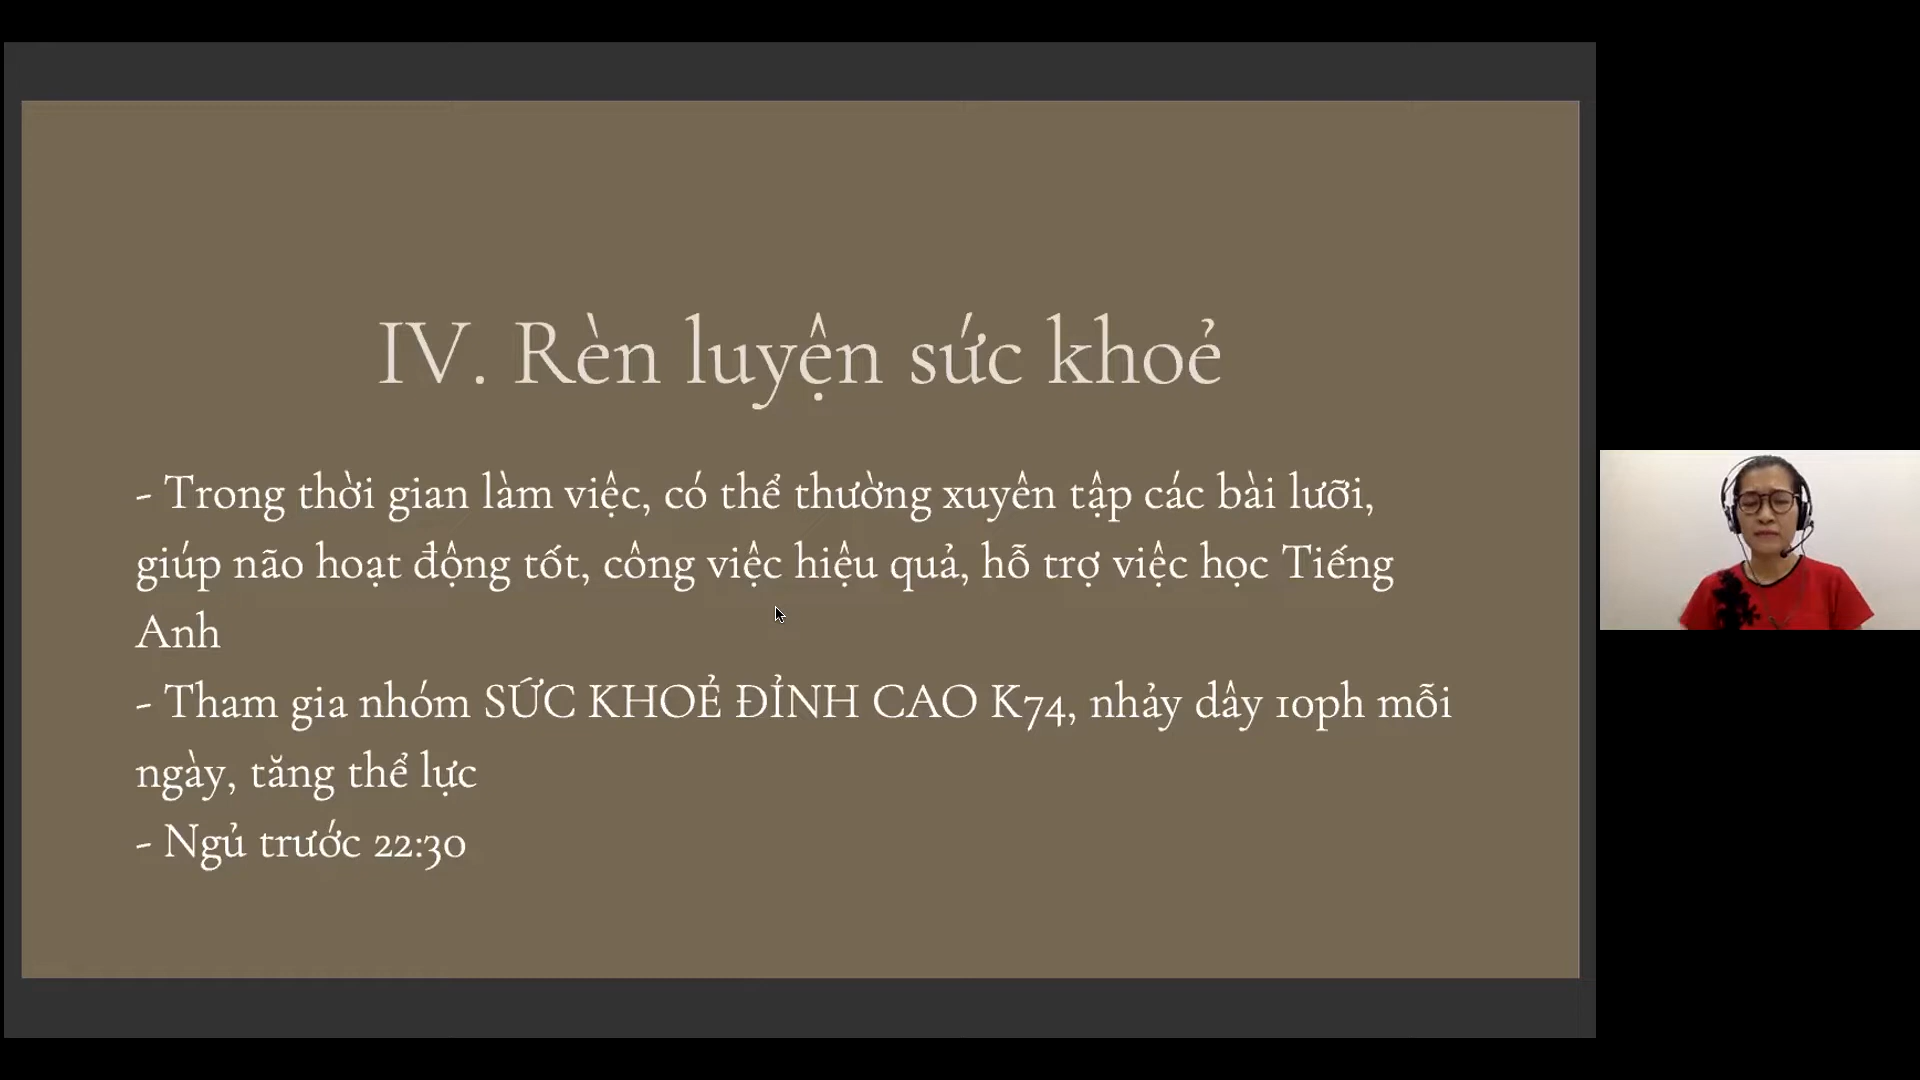 IV. Rèn luyện sức khoẻ
- Trong thời gian làm việc, có thể thường xuyên tập các bài lưỡi,
giúp não hoạt động tốt, công việc hiệu quả, hỗ trợ việc học Tiếng
Anh
- Tham gia nhóm SỨC KHOẺ ĐỈNH CAO K74, nhảy dây 10ph mỗi
ngày, tăng thể lực
- Ngủ trước 22:30